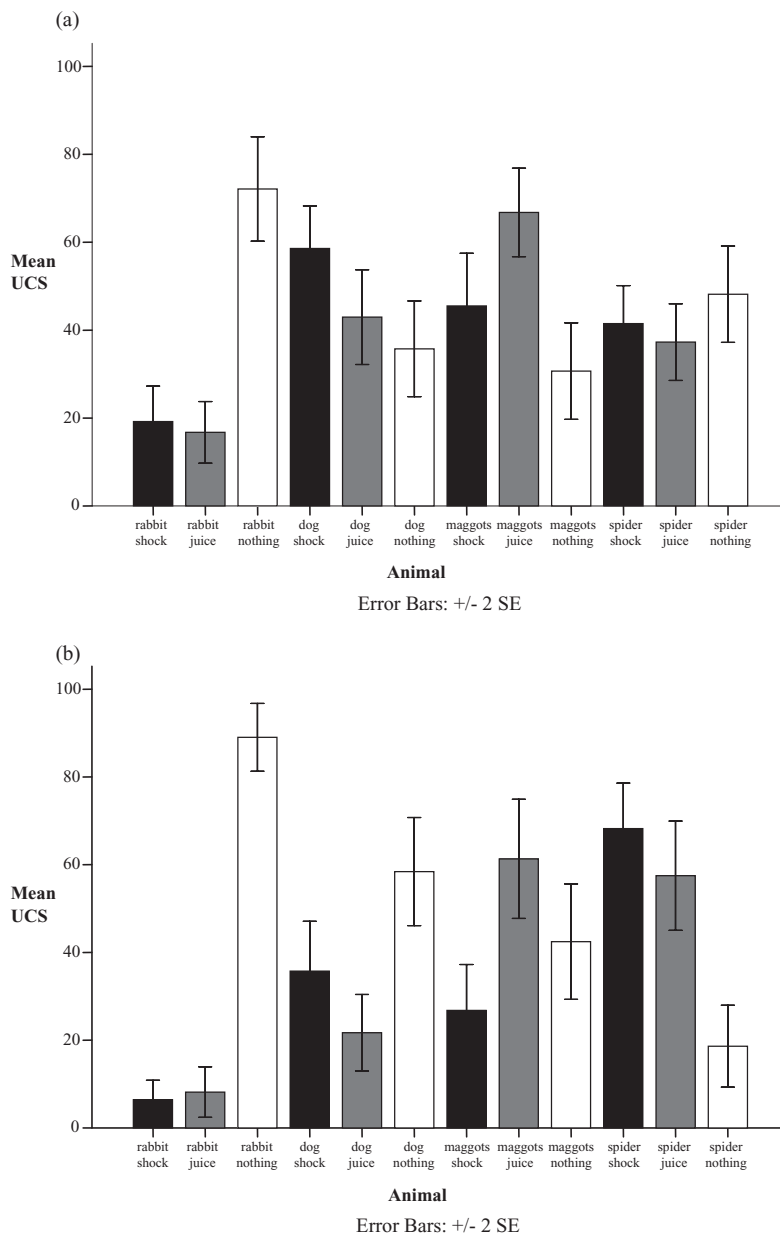 (a)
100
80
60
40
20
0
Mean
UCS
rabbit shock
rabbit juice
rabbit nothing
dog shock
dog juice
dog nothing
maggots shock
maggots juice
maggots nothing
spider shock
spider juice
spider nothing
Animal
Error Bars: +/- 2 SE
(b)
100
80
60
40
20
0
Mean
UCS
rabbit shock
rabbit juice
rabbit nothing
dog shock
dog juice
dog nothing
maggots shock
maggots juice
maggots nothing
spider shock
spider juice
spider nothing
Animal
Error Bars: +/- 2 SE